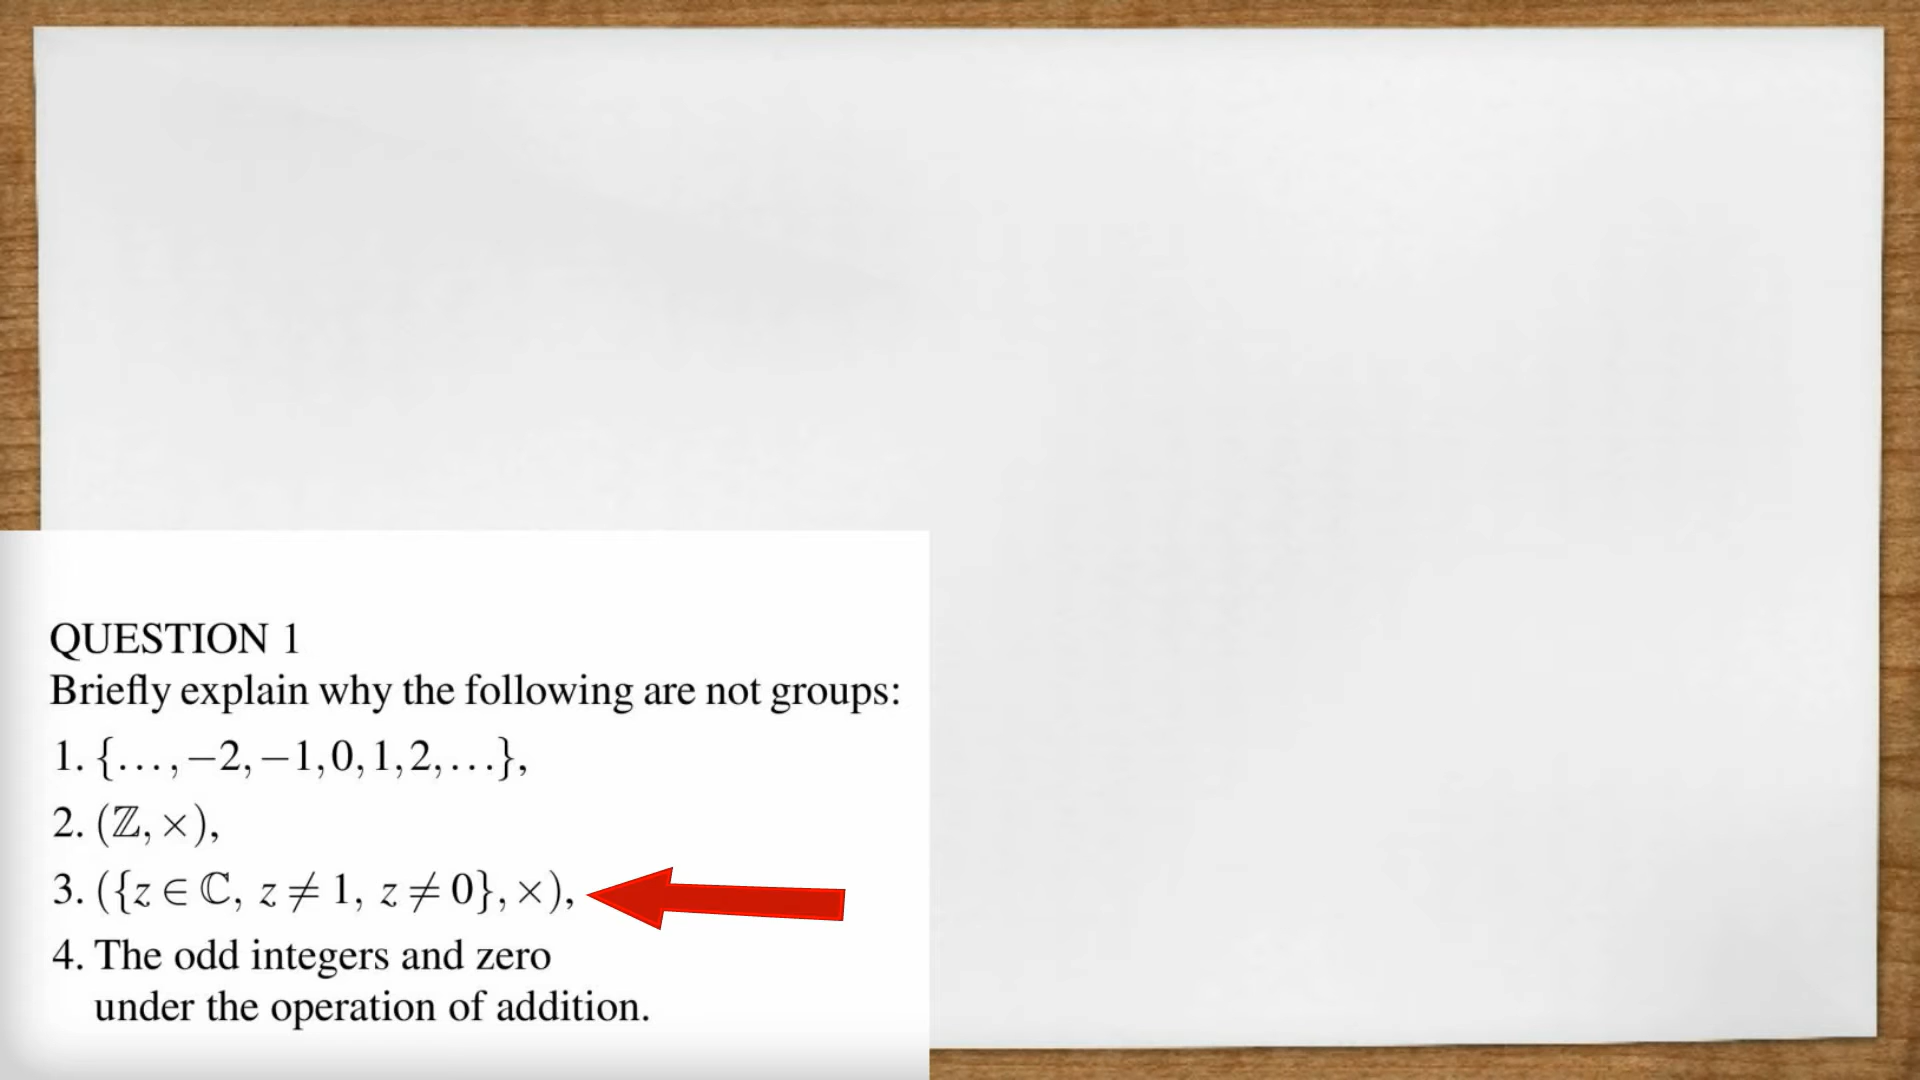 QUESTION 1
Briefly explain why the following are not groups:
1. {…, −2, −1, 0, 1, 2, …},
2. (ℤ, ×),
3. ({z ∈ ℂ, z ≠ 1, z ≠ 0}, ×),
4. The odd integers and zero
under the operation of addition.